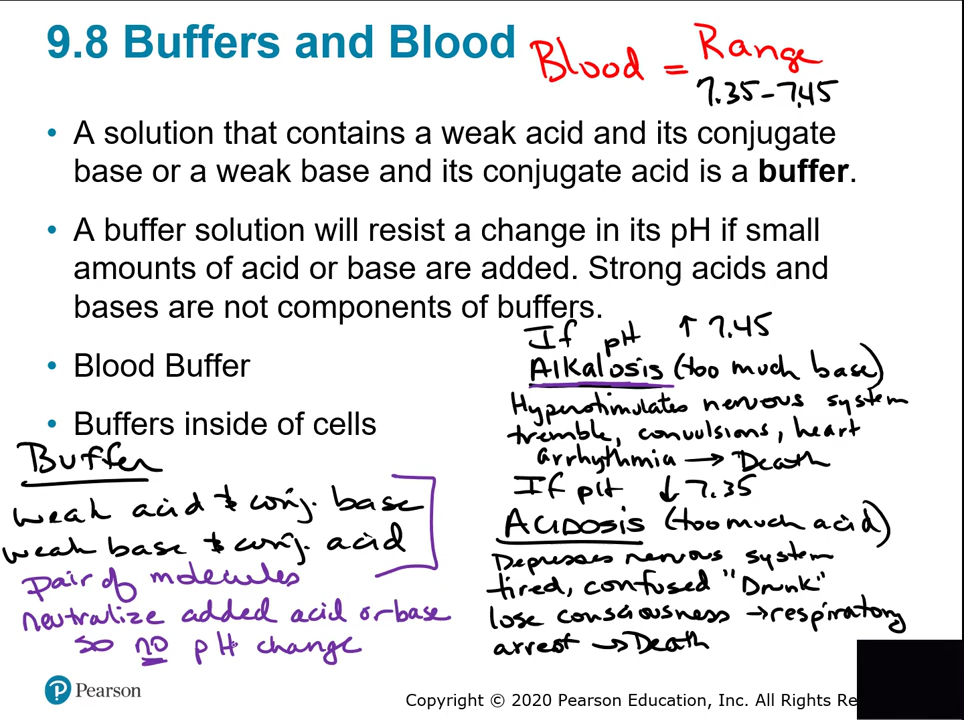 9.8 Buffers and Blood
Blood = Range
7.35-7.45
• A solution that contains a weak acid and its conjugate
base or a weak base and its conjugate acid is a buffer.
• A buffer solution will resist a change in its pH if small
amounts of acid or base are added. Strong acids and
bases are not components of buffers.
• Blood Buffer
• Buffers inside of cells
Buffer
weak acid & conj. base
weak base & conj. acid
Pair of molecules
neutralize added acid or base
so no pH change
If pH ↑ 7.45
Alkalosis (too much base)
Hyperstimulates nervous system
tremble, convulsions, heart
arrhythmia → Death
If pH ↓ 7.35
Acidosis (too much acid)
Depresses nervous system
tired, confused "Drunk"
lose consciousness → respiratory
arrest → Death
Pearson
Copyright © 2020 Pearson Education, Inc. All Rights Re